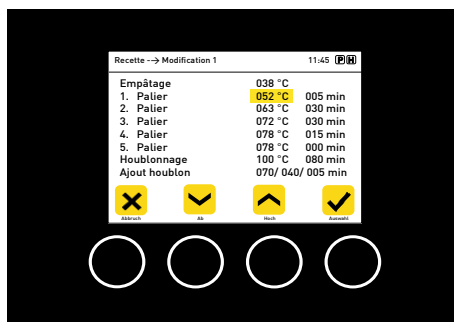 Recette --> Modification 1 11:45 P H
Empâtage 038 °C
1. Palier 052 °C 005 min
2. Palier 063 °C 030 min
3. Palier 072 °C 030 min
4. Palier 078 °C 015 min
5. Palier 078 °C 000 min
Houblonnage 100 °C 080 min
Ajout houblon 070/ 040/ 005 min
Abbruch Ab Hoch Auswahl